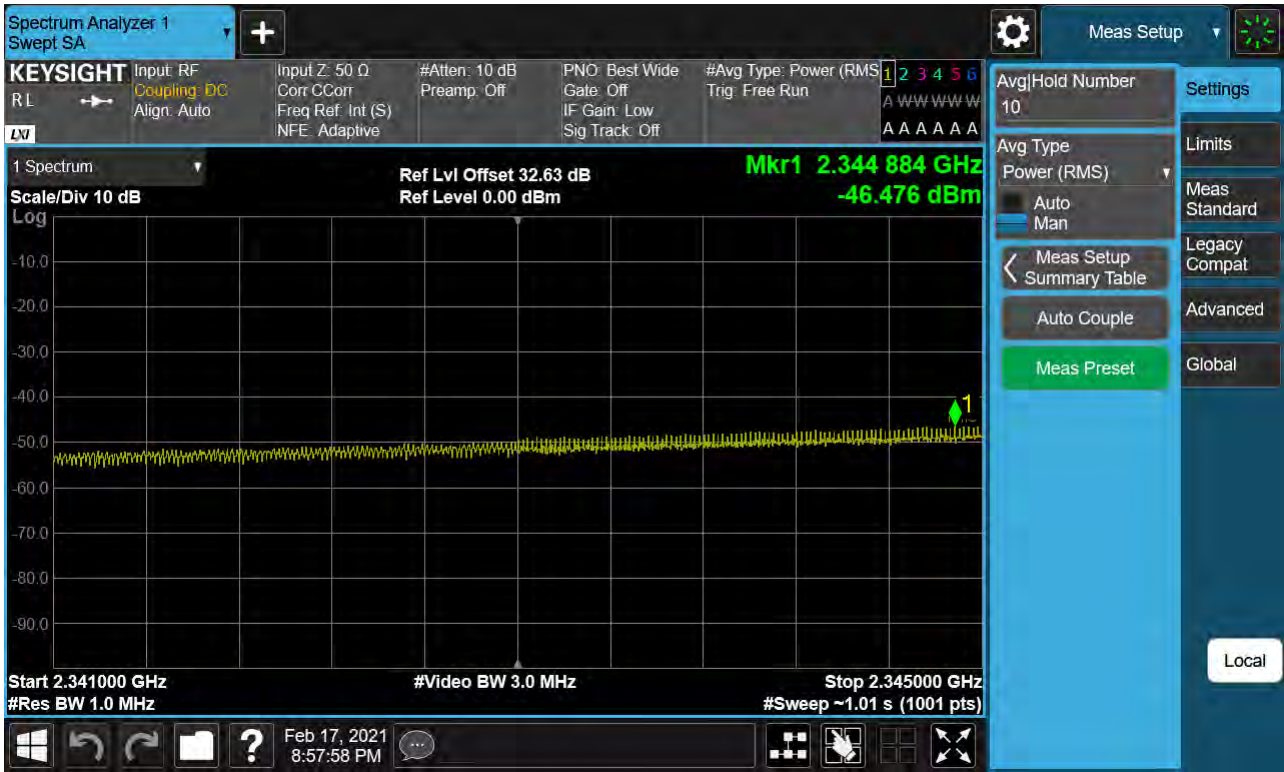 Spectrum Analyzer 1
Swept SA
Meas Setup
KEYSIGHT
RL
LXI
Input: RF
Coupling: DC
Align: Auto
Input Z: 50 Ω
Corr CCorr
Freq Ref: Int (S)
NFE: Adaptive
#Atten: 10 dB
Preamp: Off
PNO: Best Wide
Gate: Off
IF Gain: Low
Sig Track: Off
#Avg Type: Power (RMS
Trig: Free Run
1 2 3 4 5 6
A W W W W W
A A A A A A
1 Spectrum
Scale/Div 10 dB
Log
Ref Lvl Offset 32.63 dB
Ref Level 0.00 dBm
Mkr1 2.344 884 GHz
-46.476 dBm
-10.0
-20.0
-30.0
-40.0
-50.0
-60.0
-70.0
-80.0
-90.0
1
Start 2.341000 GHz
#Res BW 1.0 MHz
#Video BW 3.0 MHz
Stop 2.345000 GHz
#Sweep ~1.01 s (1001 pts)
Avg|Hold Number
10
Avg Type
Power (RMS)
Auto
Man
Meas Setup
Summary Table
Auto Couple
Meas Preset
Settings
Limits
Meas
Standard
Legacy
Compat
Advanced
Global
Local
?
Feb 17, 2021
8:57:58 PM